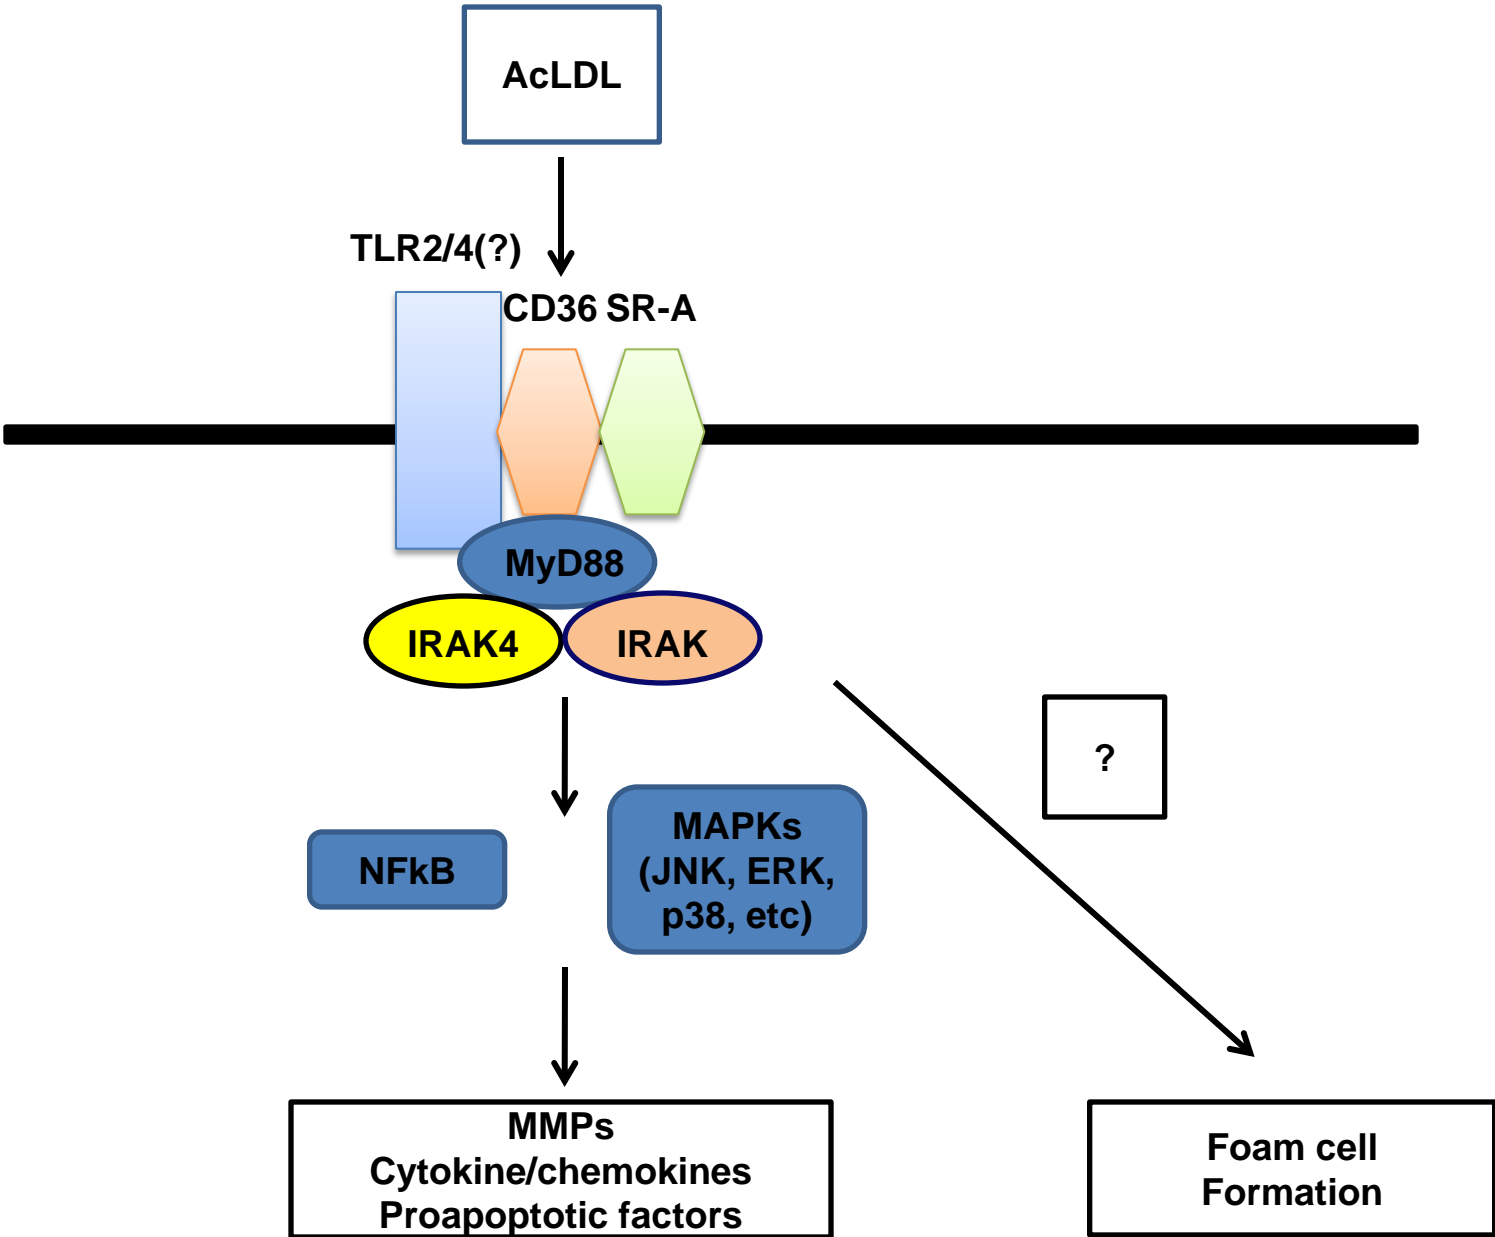 AcLDL
TLR2/4(?)
CD36 SR-A
MyD88
IRAK4
IRAK
?
NFkB
MAPKs
(JNK, ERK,
p38, etc)
MMPs
Cytokine/chemokines
Proapoptotic factors
Foam cell
Formation